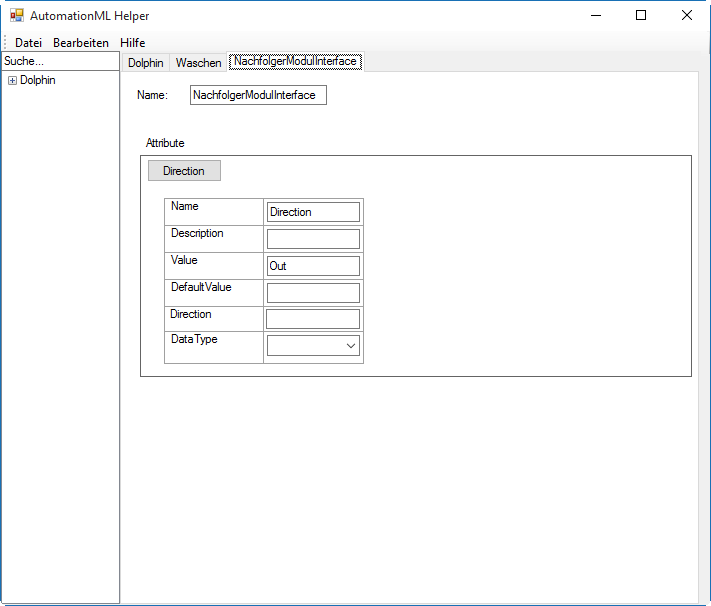 AutomationML Helper
Datei Bearbeiten Hilfe
Suche... Dolphin Waschen NachfolgerModulInterface
Dolphin
Name: NachfolgerModulInterface
Attribute
Direction
Name Direction
Description
Value Out
DefaultValue
Direction
DataType